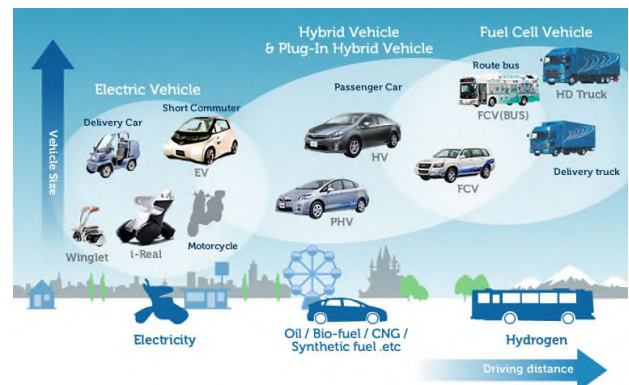 Hybrid Vehicle
& Plug-In Hybrid Vehicle
Fuel Cell Vehicle
Electric Vehicle
Route bus
HD Truck
FCV(BUS)
Passenger Car
HV
Short Commuter
EV
Delivery Car
Vehicle Size
FCV
Delivery truck
PHV
Winglet
i-Real
Motorcycle
Electricity
Oil / Bio-fuel / CNG /
Synthetic fuel .etc
Hydrogen
Driving distance